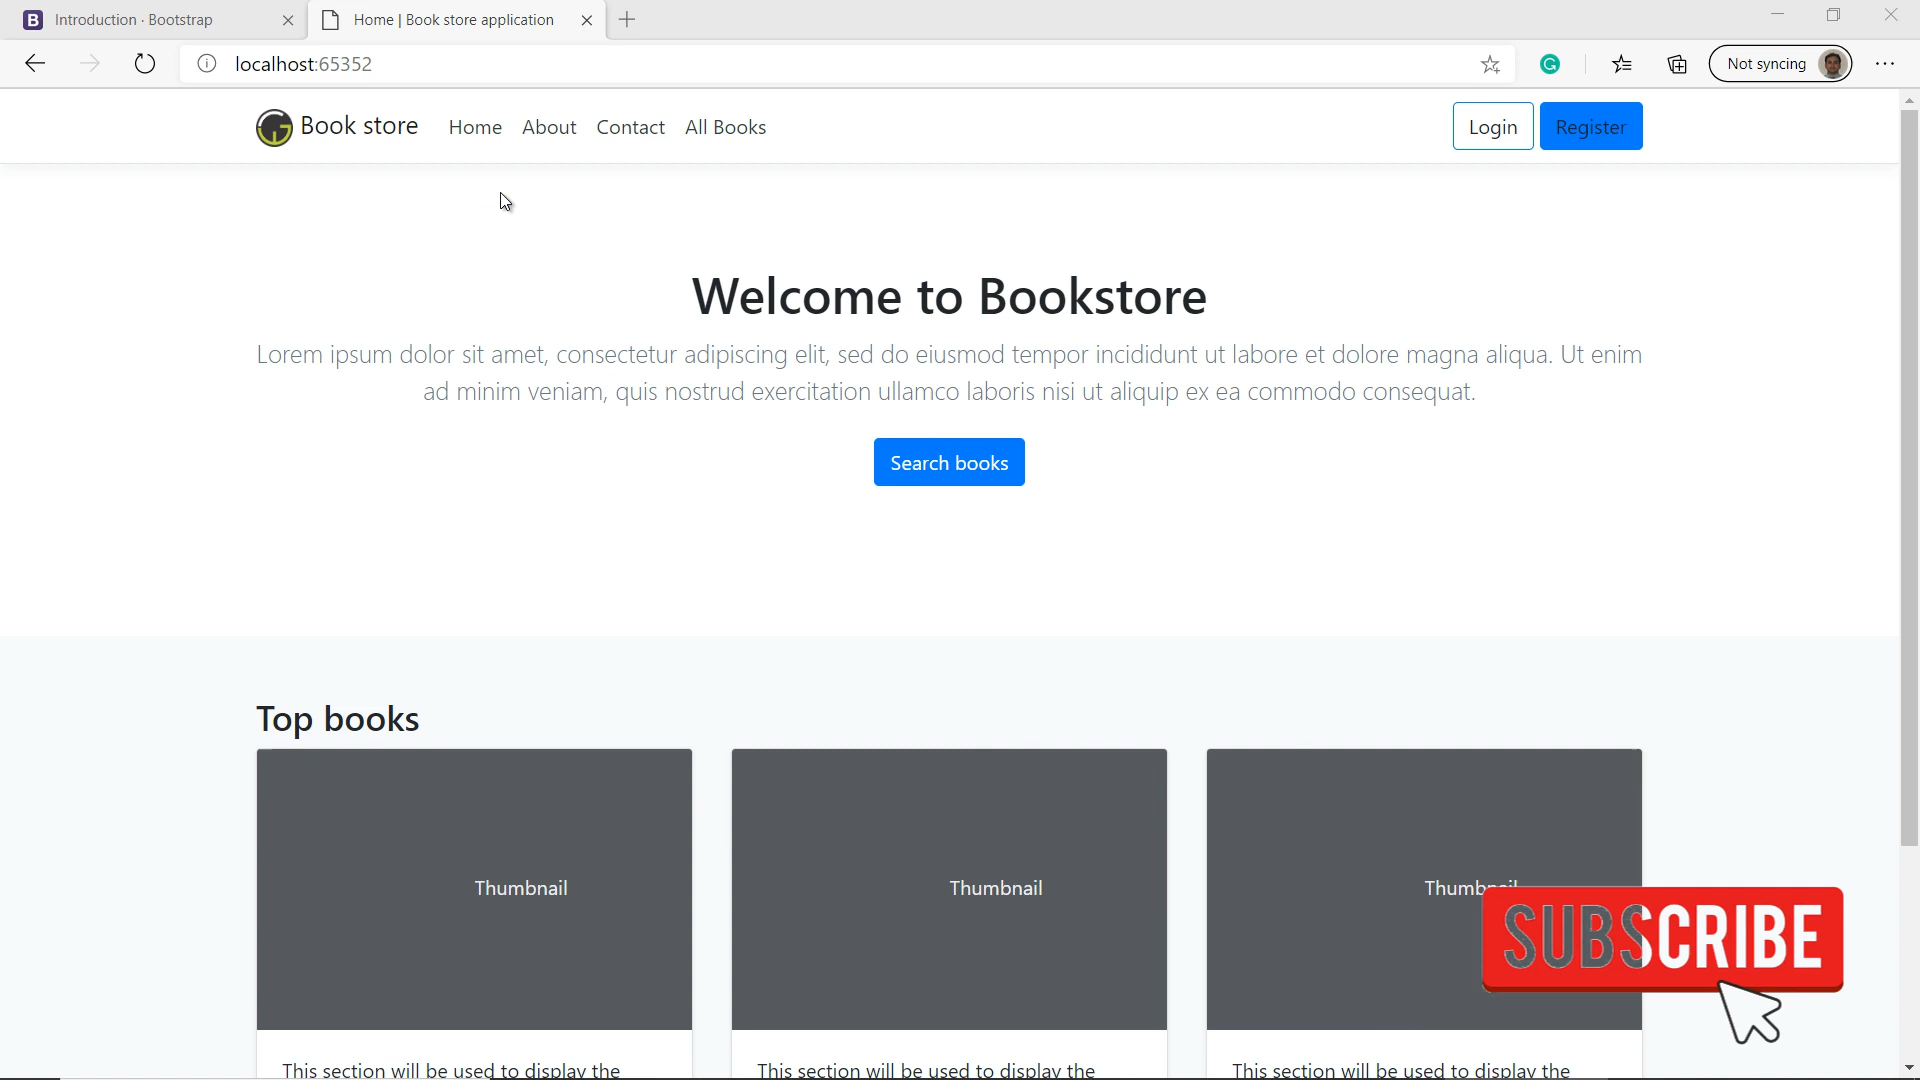 Introduction · Bootstrap
Home | Book store application
localhost:65352
Not syncing
Book store
Home
About
Contact
All Books
Login
Register
Welcome to Bookstore
Lorem ipsum dolor sit amet, consectetur adipiscing elit, sed do eiusmod tempor incididunt ut labore et dolore magna aliqua. Ut enim
ad minim veniam, quis nostrud exercitation ullamco laboris nisi ut aliquip ex ea commodo consequat.
Search books
Top books
Thumbnail
Thumbnail
Thumbnail
SUBSCRIBE
This section will be used to display the
This section will be used to display the
This section will be used to display the